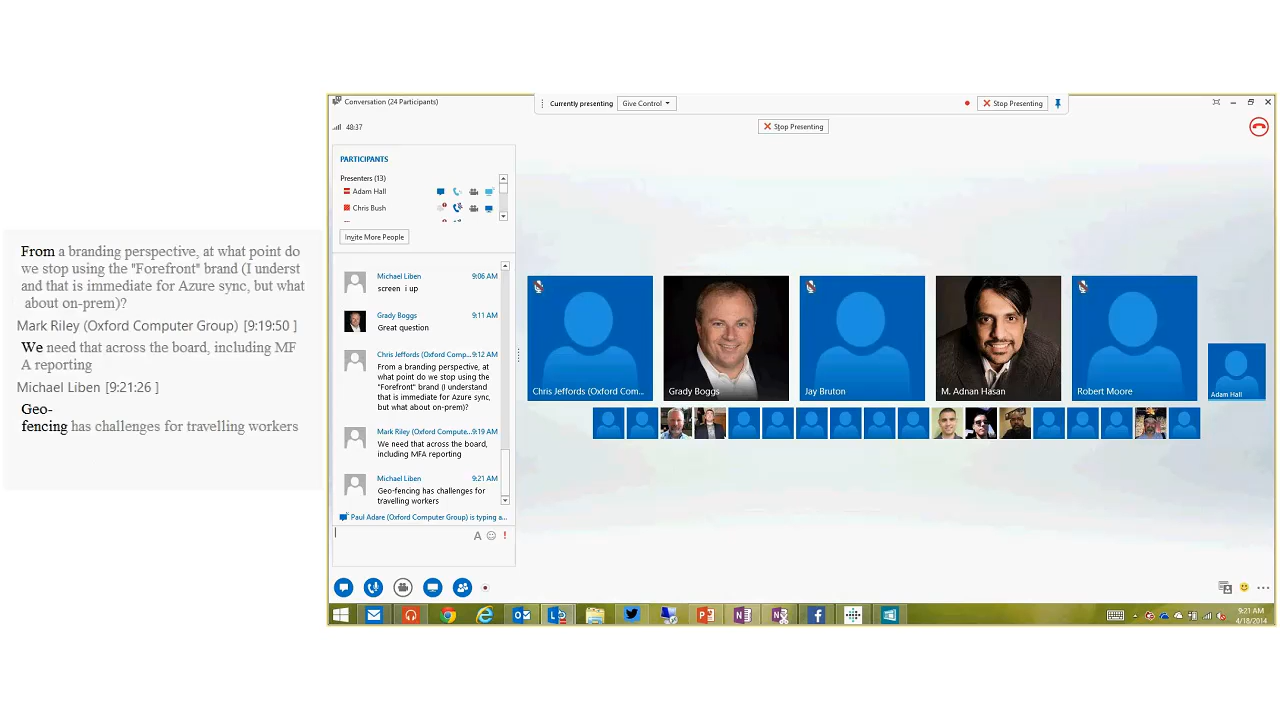 From a branding perspective, at what point do
we stop using the "Forefront" brand (I underst
and that is immediate for Azure sync, but what
about on-prem)?
Mark Riley (Oxford Computer Group) [9:19:50 ]
We need that across the board, including MF
A reporting
Michael Liben [9:21:26 ]
Geo-
fencing has challenges for travelling workers
Conversation (24 Participants)
Currently presenting
Give Control
Stop Presenting
48:37
Stop Presenting
PARTICIPANTS
Presenters (13)
Adam Hall
Chris Bush
Invite More People
Michael Liben 9:06 AM
screen i up
Grady Boggs 9:11 AM
Great question
Chris Jeffords (Oxford Comp... 9:12 AM
From a branding perspective, at
what point do we stop using the
"Forefront" brand (I understand
that is immediate for Azure sync,
but what about on-prem)?
Mark Riley (Oxford Compute... 9:19 AM
We need that across the board,
including MFA reporting
Michael Liben 9:21 AM
Geo-fencing has challenges for
travelling workers
Paul Adare (Oxford Computer Group) is typing a...
Chris Jeffords (Oxford Com...
Grady Boggs
Jay Bruton
M. Adnan Hasan
Robert Moore
Adam Hall
9:21 AM
4/18/2014